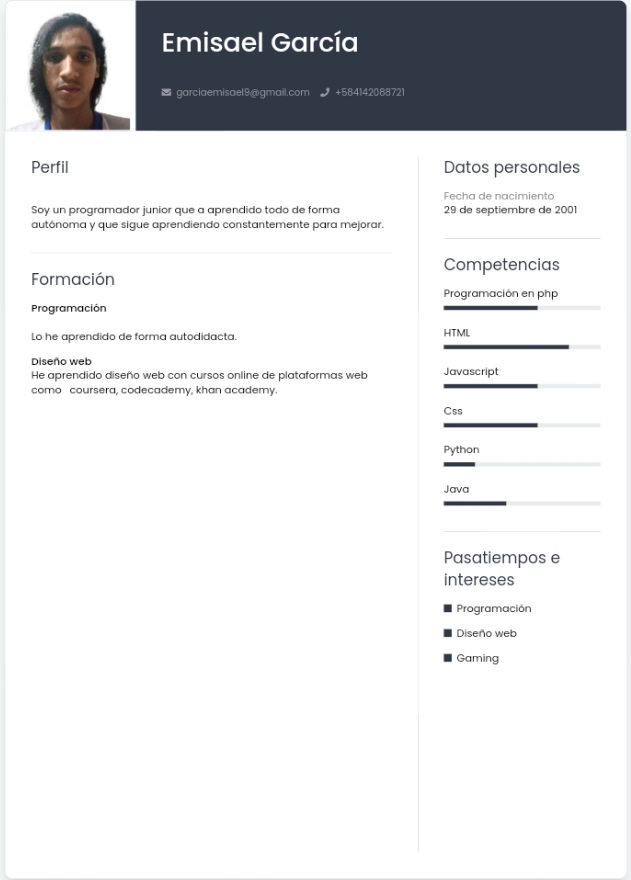 Emisael García
garciaemisael9@gmail.com +584142088721
Perfil
Soy un programador junior que a aprendido todo de forma
autónoma y que sigue aprendiendo constantemente para mejorar.
Formación
Programación
Lo he aprendido de forma autodidacta.
Diseño web
He aprendido diseño web con cursos online de plataformas web
como coursera, codecademy, khan academy.
Datos personales
Fecha de nacimiento
29 de septiembre de 2001
Competencias
Programación en php
HTML
Javascript
Css
Python
Java
Pasatiempos e
intereses
Programación
Diseño web
Gaming